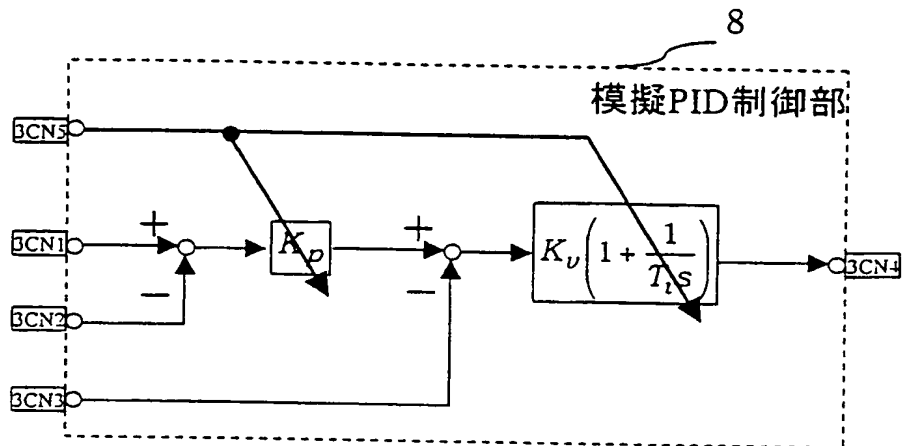 8
模擬PID制御部
3CN5
3CN1
+
−
K_p
+
−
K_v(1+1/(T_i s))
3CN4
3CN2
3CN3